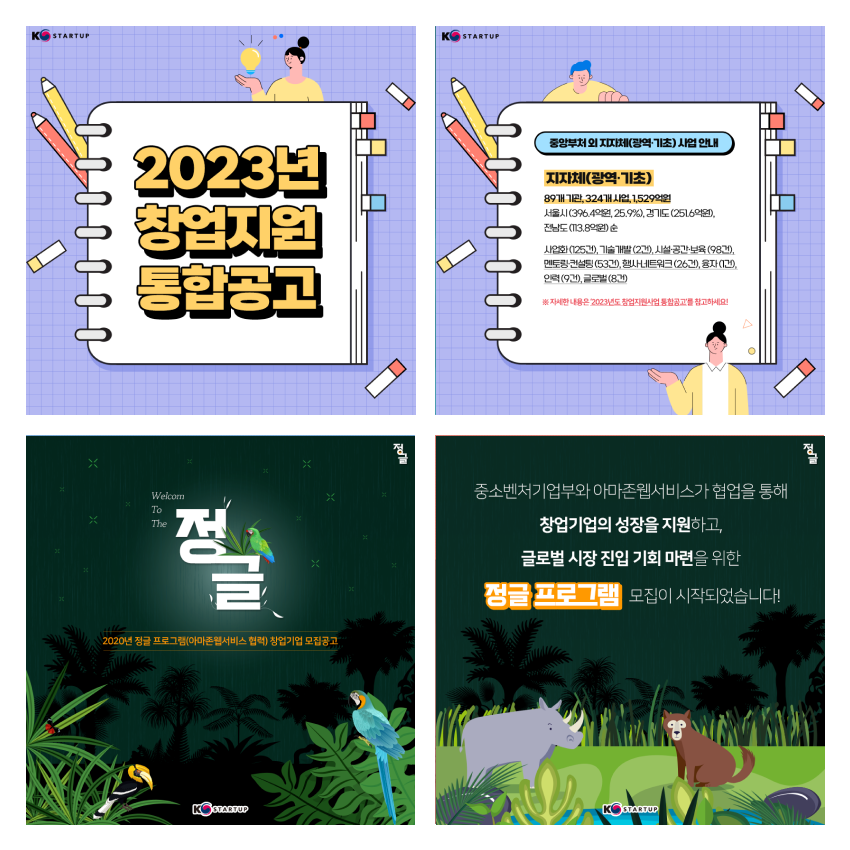 K STARTUP
2023년
창업지원
통합공고
K STARTUP
중앙부처 외 지자체(광역·기초) 사업 안내
지자체(광역·기초)
89개 기관, 324개 사업, 1,529억원
서울시 (396.4억원, 25.9%), 경기도 (251.6억원),
전남도 (113.8억원) 순
사업화 (125건), 기술개발 (2건), 시설·공간·보육 (98건),
멘토링·컨설팅 (53건), 행사·네트워크 (26건), 융자 (1건),
인력 (9건), 글로벌 (8건)
※ 자세한 내용은 '2023년도 창업지원사업 통합공고'를 참고하세요!
정글
Welcom
To
The
정글
2020년 정글 프로그램(아마존웹서비스 협력) 창업기업 모집공고
K STARTUP
정글
중소벤처기업부와 아마존웹서비스가 협업을 통해
창업기업의 성장을 지원하고,
글로벌 시장 진입 기회 마련을 위한
정글 프로그램 모집이 시작되었습니다!
K STARTUP